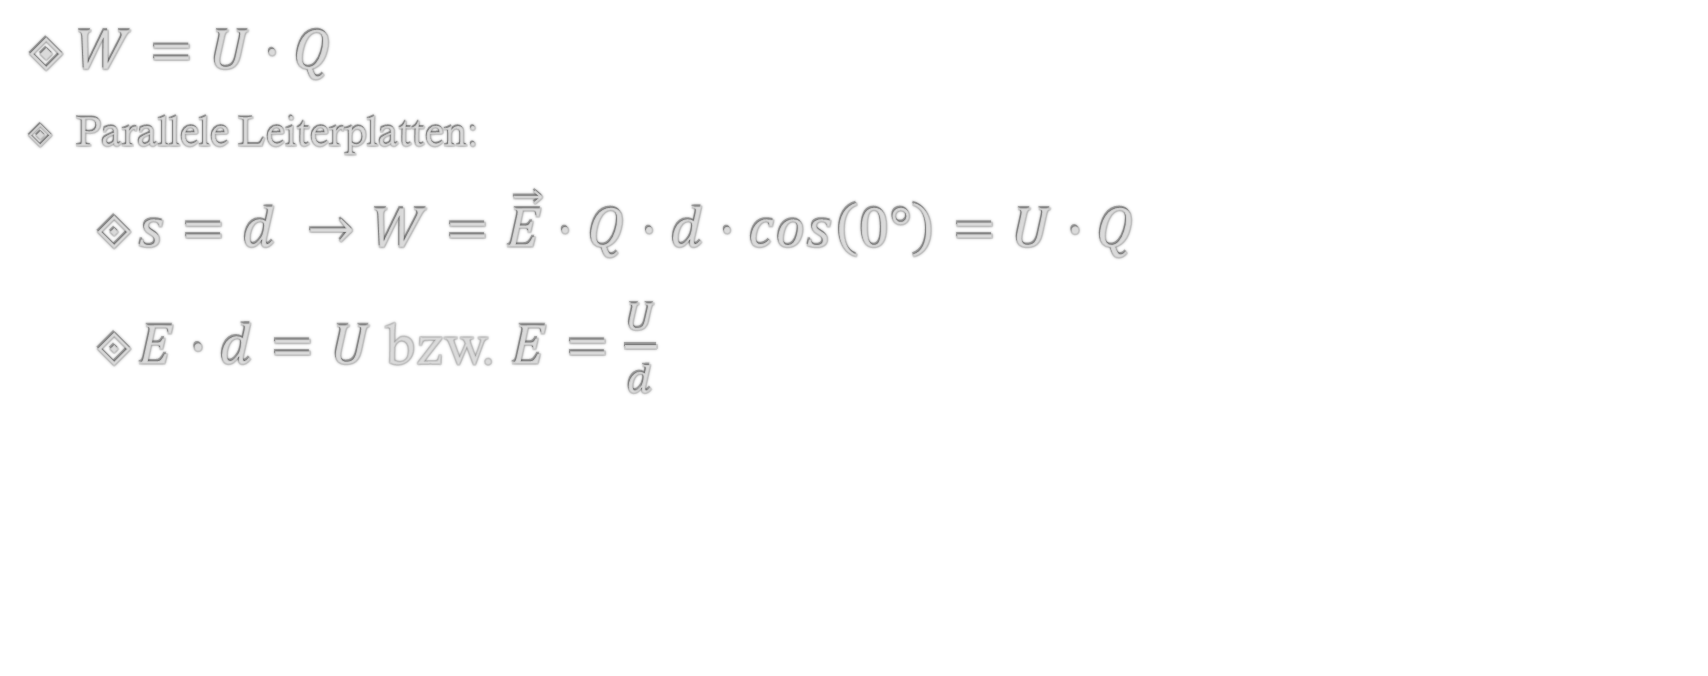 W = U · Q
Parallele Leiterplatten:
s = d → W = E⃗ · Q · d · cos(0°) = U · Q
E · d = U bzw. E = U/d